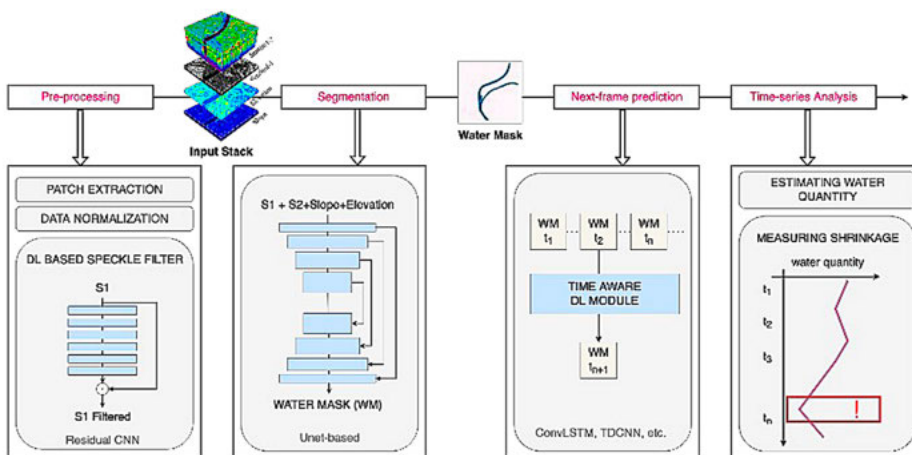 Pre-processing
Input Stack
Segmentation
Water Mask
Next-frame prediction
Time-series Analysis
PATCH EXTRACTION
DATA NORMALIZATION
DL BASED SPECKLE FILTER
S1
S1 Filtered
Residual CNN
S1 + S2+Slope+Elevation
WATER MASK (WM)
Unet-based
WM t1
WM t2
WM tn
TIME AWARE
DL MODULE
WM
tn+1
ConvLSTM, TDCNN, etc.
ESTIMATING WATER
QUANTITY
MEASURING SHRINKAGE
water quantity
t1
t2
t3
tn
!